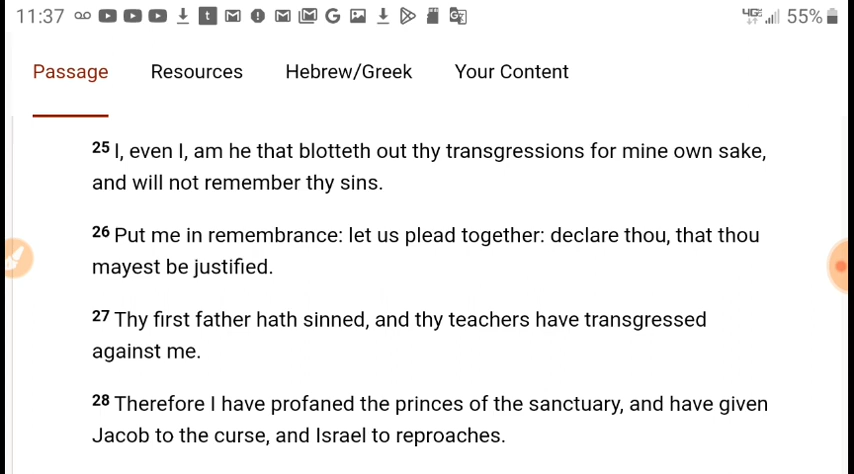 11:37 4G 55%
Passage Resources Hebrew/Greek Your Content
25 I, even I, am he that blotteth out thy transgressions for mine own sake,
and will not remember thy sins.
26 Put me in remembrance: let us plead together: declare thou, that thou
mayest be justified.
27 Thy first father hath sinned, and thy teachers have transgressed
against me.
28 Therefore I have profaned the princes of the sanctuary, and have given
Jacob to the curse, and Israel to reproaches.